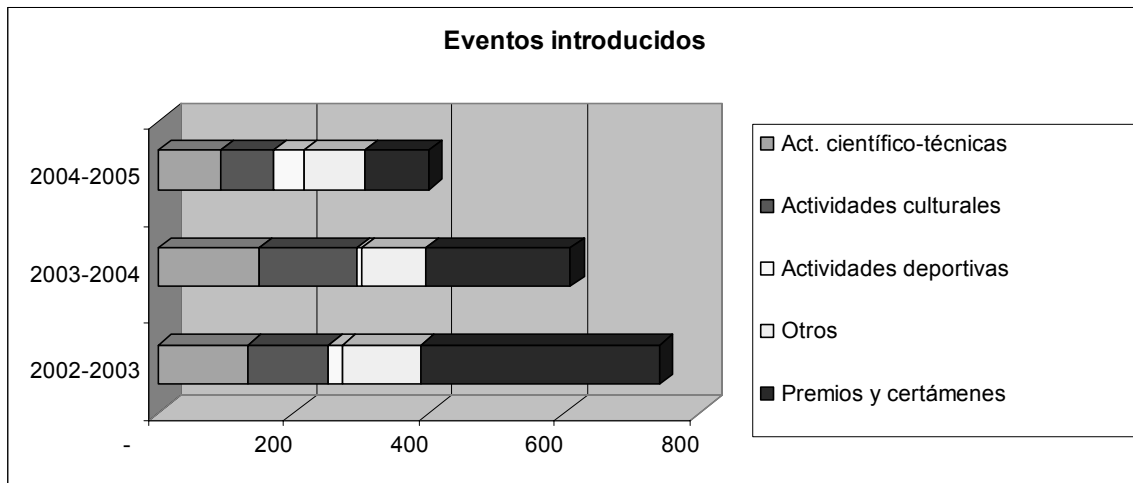 Eventos introducidos
2004-2005
2003-2004
2002-2003
-
200
400
600
800
Act. científico-técnicas
Actividades culturales
Actividades deportivas
Otros
Premios y certámenes